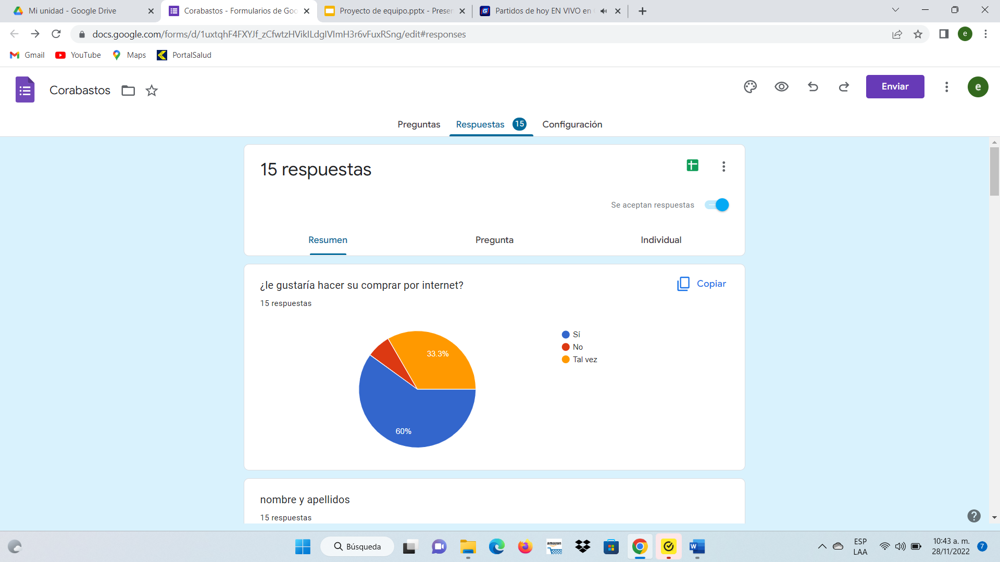 Mi unidad - Google Drive
Corabastos - Formularios de Goo
Proyecto de equipo.pptx - Presen
Partidos de hoy EN VIVO en
docs.google.com/forms/d/1uxtqhF4FXYJf_zCfwtzHVikILdgIVImH3r6vFuxRSng/edit#responses
e
Gmail
YouTube
Maps
PortalSalud
Corabastos
Enviar
e
Preguntas
Respuestas 15
Configuración
15 respuestas
Se aceptan respuestas
Resumen
Pregunta
Individual
¿le gustaría hacer su comprar por internet?
Copiar
15 respuestas
Sí
No
Tal vez
33.3%
60%
nombre y apellidos
15 respuestas
Búsqueda
amazon
ESP
LAA
10:43 a. m.
28/11/2022
7